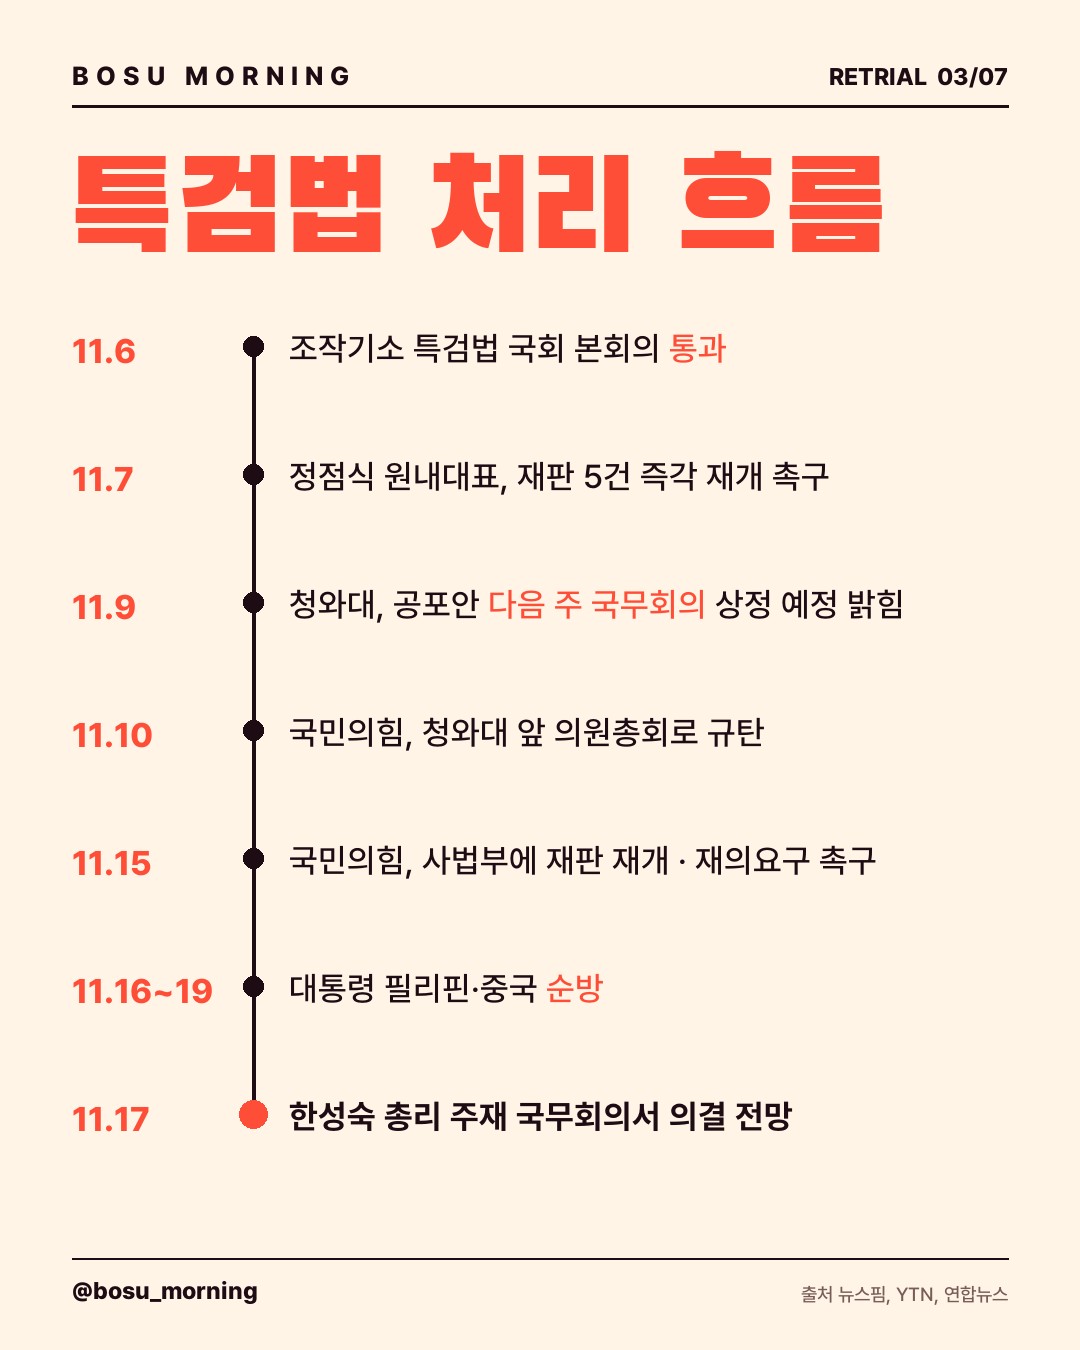 BOSU MORNING
RETRIAL 03/07
특검법 처리 흐름
11.6 조작기소 특검법 국회 본회의 통과
11.7 정점식 원내대표, 재판 5건 즉각 재개 촉구
11.9 청와대, 공포안 다음 주 국무회의 상정 예정 밝힘
11.10 국민의힘, 청와대 앞 의원총회로 규탄
11.15 국민의힘, 사법부에 재판 재개 · 재의요구 촉구
11.16~19 대통령 필리핀·중국 순방
11.17 한성숙 총리 주재 국무회의서 의결 전망
@bosu_morning
출처 뉴스핌, YTN, 연합뉴스